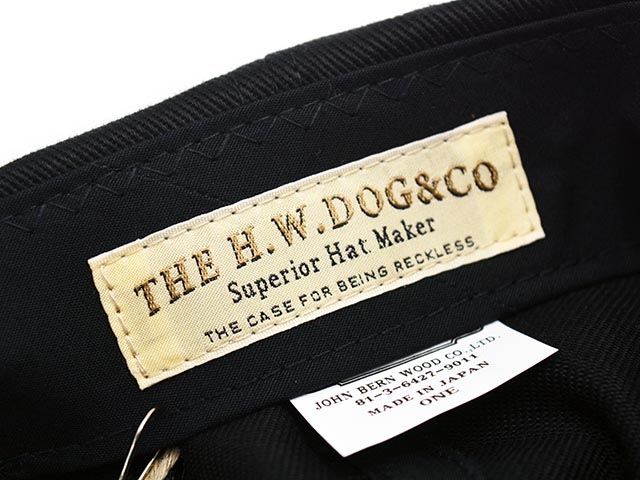 THE H.W.DOG&CO
Superior Hat Maker
THE CASE FOR BEING RECKLESS
JOHN BERN WOOD CO.,LTD.
81-3-6427-9011
MADE IN JAPAN
ONE